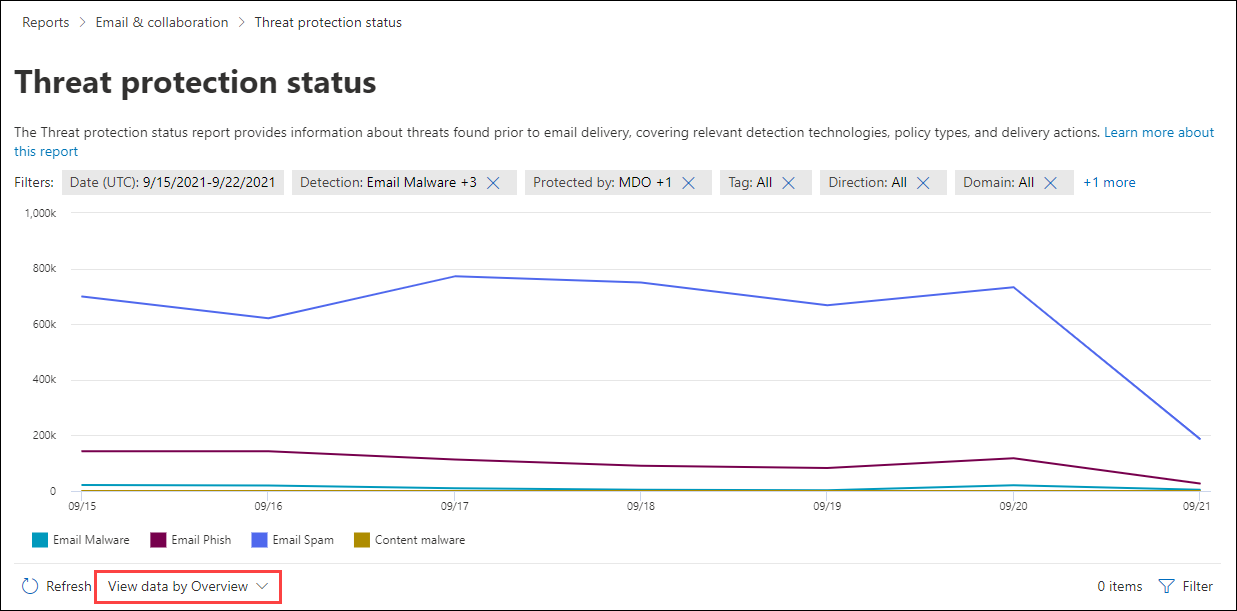 Reports > Email & collaboration > Threat protection status
Threat protection status
The Threat protection status report provides information about threats found prior to email delivery, covering relevant detection technologies, policy types, and delivery actions. Learn more about
this report
Filters: Date (UTC): 9/15/2021-9/22/2021 Detection: Email Malware +3 Protected by: MDO +1 Tag: All Direction: All Domain: All +1 more
1,000k
800k
600k
400k
200k
0
09/15 09/16 09/17 09/18 09/19 09/20 09/21
Email Malware Email Phish Email Spam Content malware
Refresh View data by Overview 0 items Filter